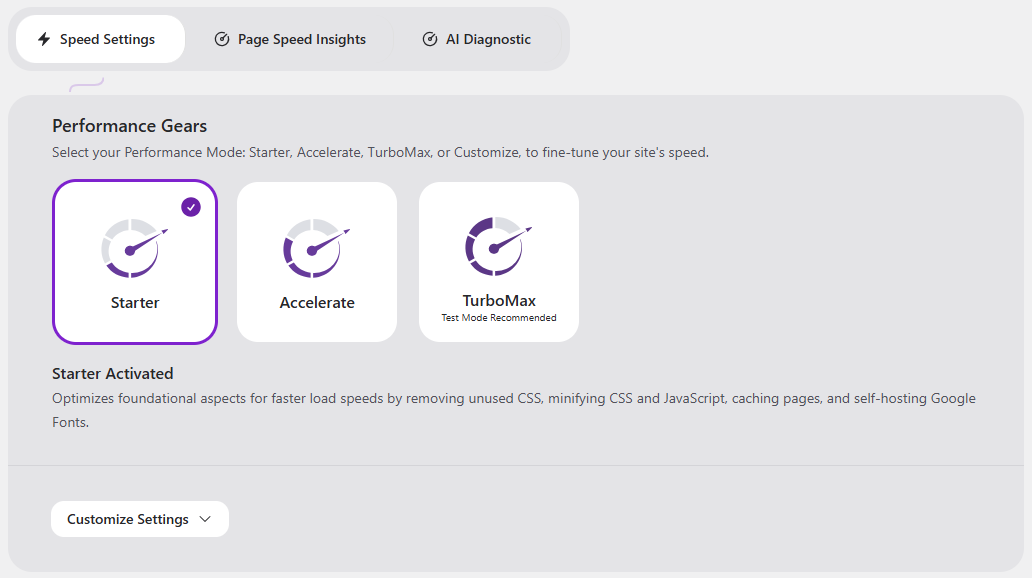 Speed Settings
Page Speed Insights
AI Diagnostic
Performance Gears
Select your Performance Mode: Starter, Accelerate, TurboMax, or Customize, to fine-tune your site's speed.
Starter
Accelerate
TurboMax
Test Mode Recommended
Starter Activated
Optimizes foundational aspects for faster load speeds by removing unused CSS, minifying CSS and JavaScript, caching pages, and self-hosting Google
Fonts.
Customize Settings